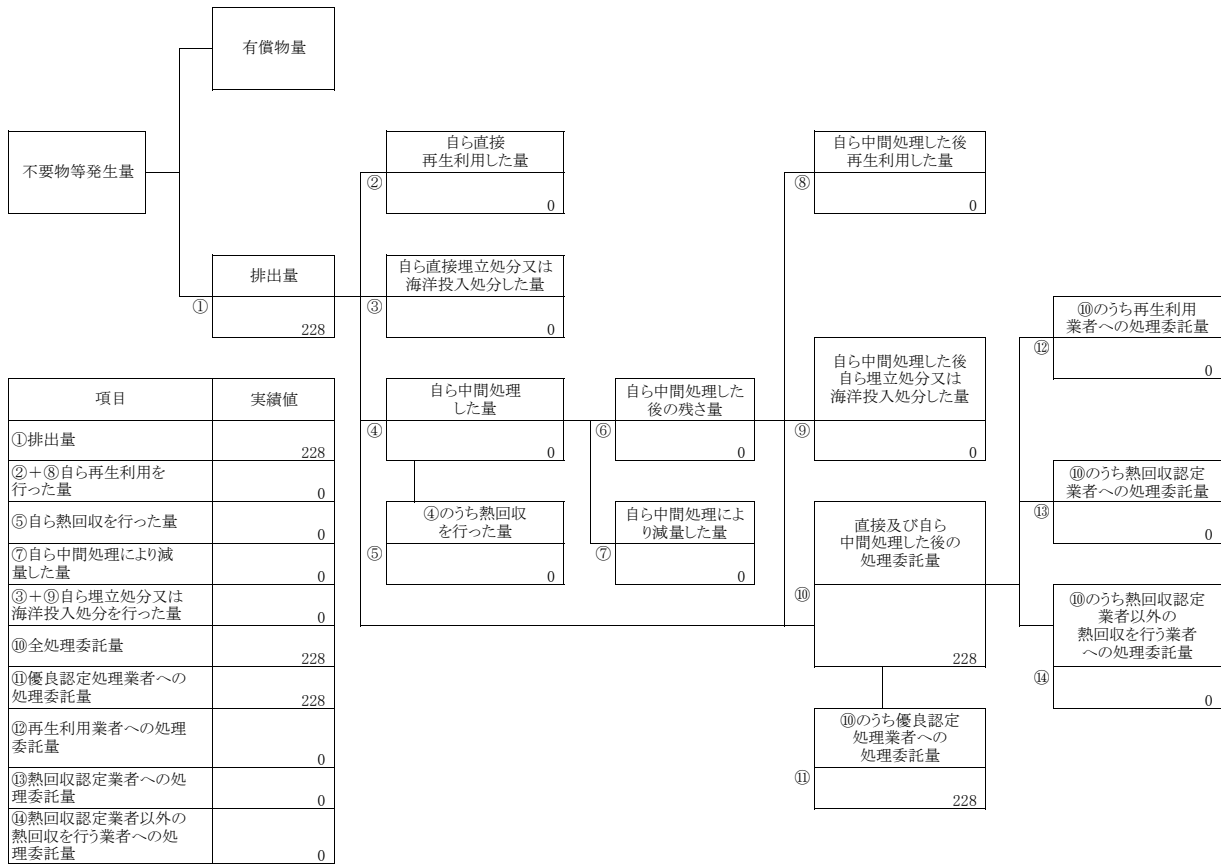 有償物量
不要物等発生量
自ら直接
再生利用した量
②
0
自ら中間処理した後
再生利用した量
⑧
0
排出量
①
228
自ら直接埋立処分又は
海洋投入処分した量
③
0
⑩のうち再生利用
業者への処理委託量
⑫
0
自ら中間処理
した量
④
0
自ら中間処理した
後の残さ量
⑥
0
自ら中間処理した後
自ら埋立処分又は
海洋投入処分した量
⑨
0
⑩のうち熱回収認定
業者への処理委託量
⑬
0
④のうち熱回収
を行った量
⑤
0
自ら中間処理によ
り減量した量
⑦
0
直接及び自ら
中間処理した後の
処理委託量
⑩
228
⑩のうち熱回収認定
業者以外の
熱回収を行う業者
への処理委託量
⑭
0
⑩のうち優良認定
処理業者への
処理委託量
⑪
228
項目 実績値
①排出量 228
②+⑧自ら再生利用を
行った量 0
⑤自ら熱回収を行った量 0
⑦自ら中間処理により減
量した量 0
③+⑨自ら埋立処分又は
海洋投入処分を行った量 0
⑩全処理委託量 228
⑪優良認定処理業者への
処理委託量 228
⑫再生利用業者への処理
委託量 0
⑬熱回収認定業者への処
理委託量 0
⑭熱回収認定業者以外の
熱回収を行う業者への処
理委託量 0